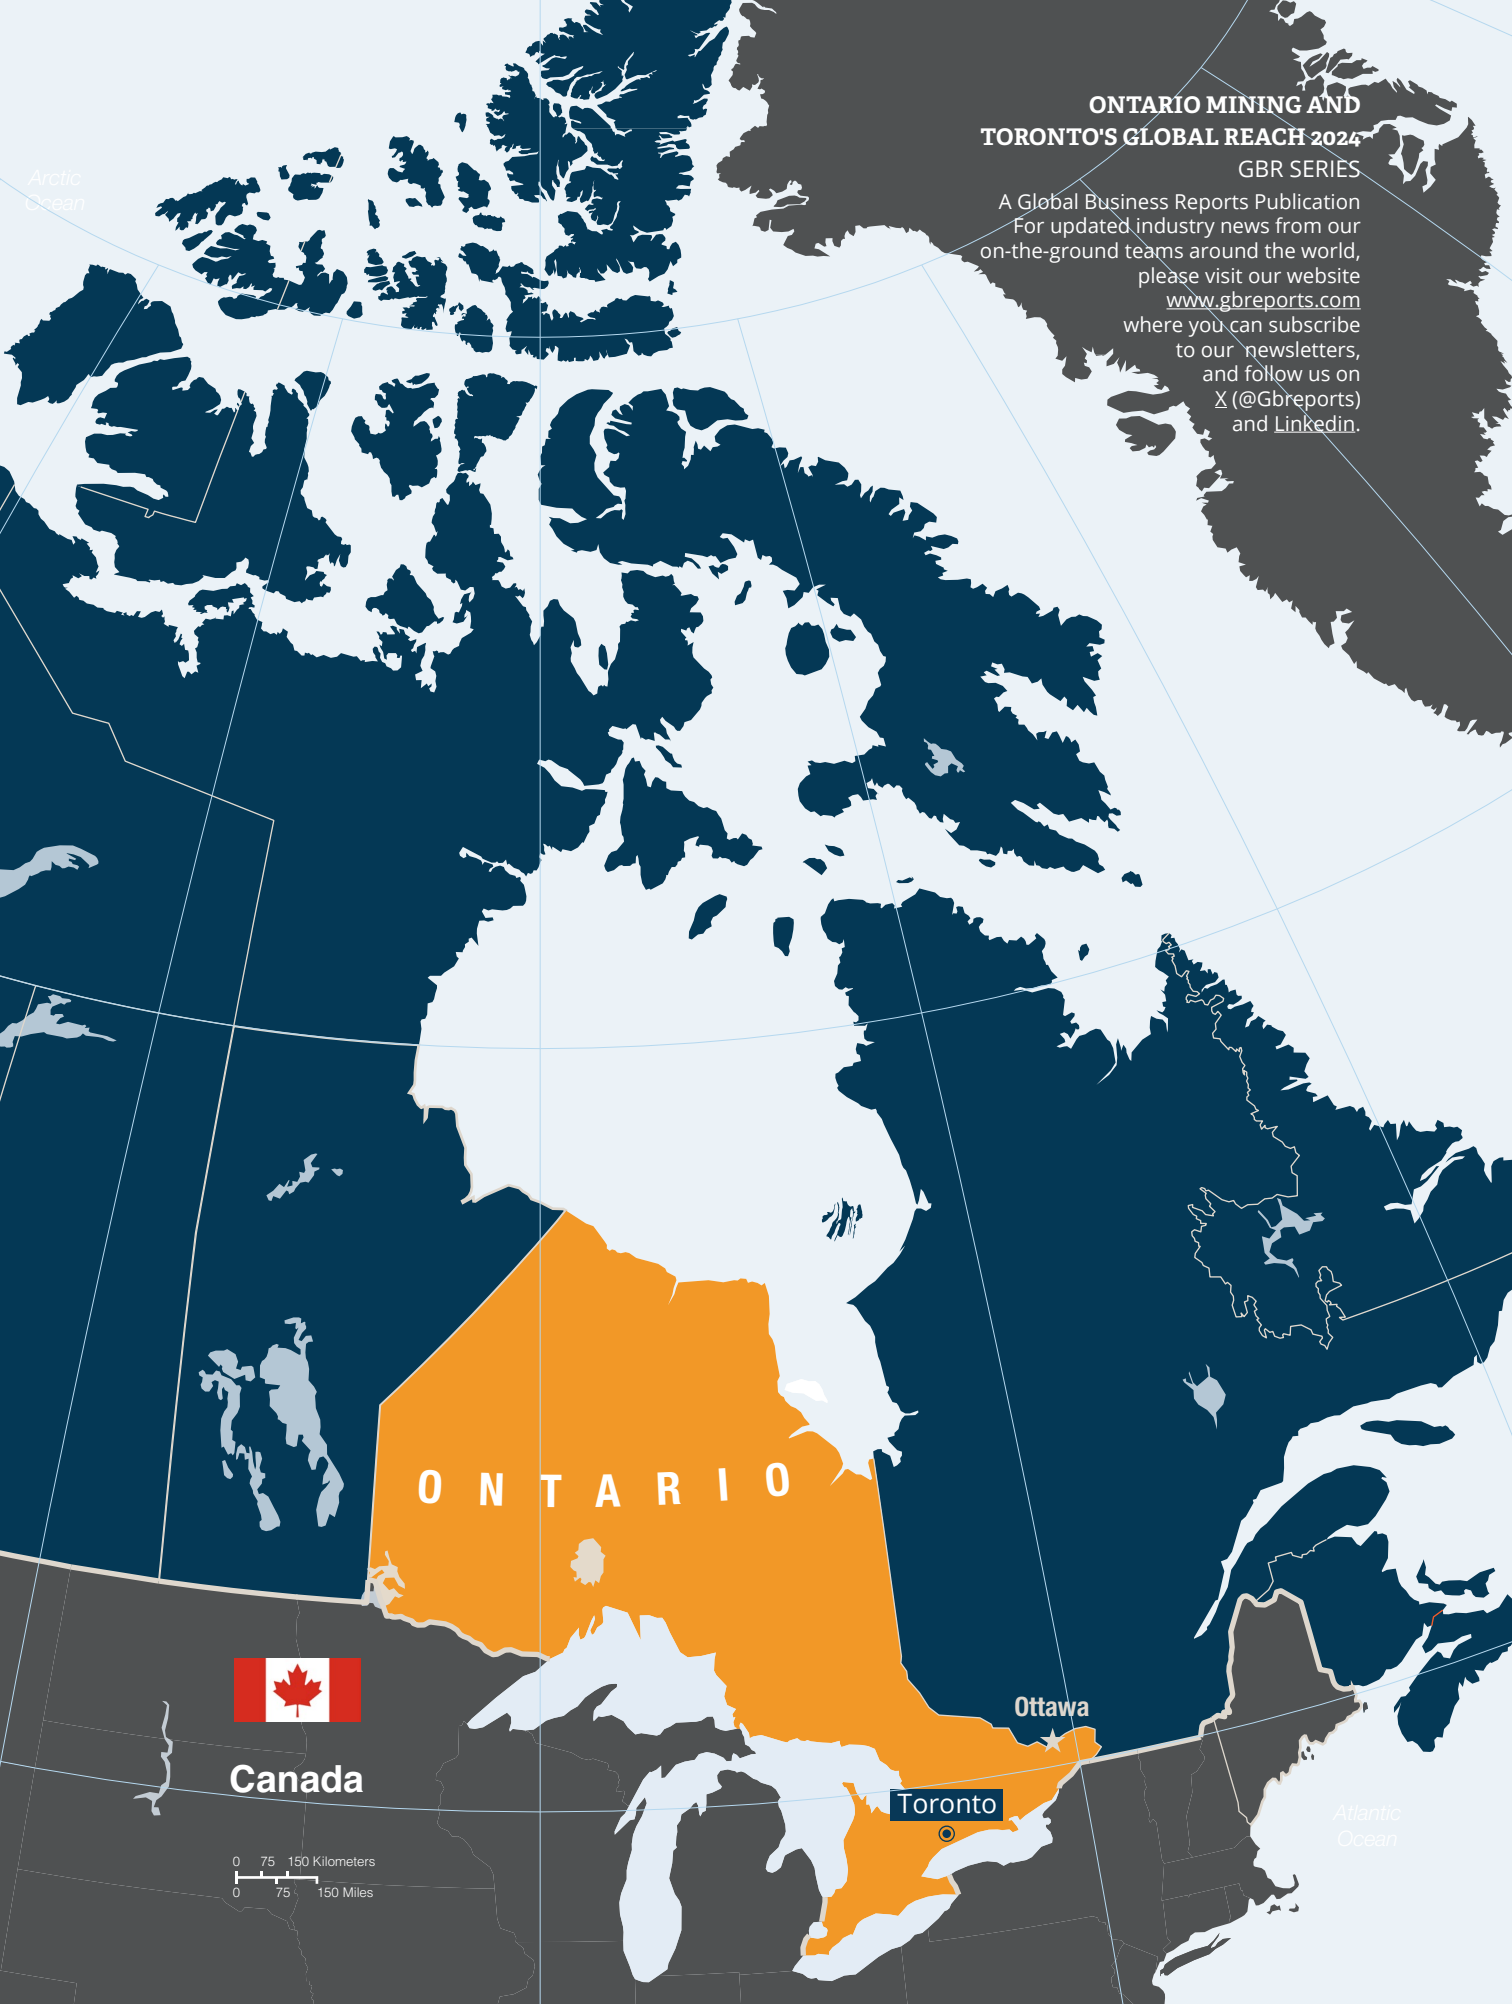 ONTARIO MINING AND
TORONTO'S GLOBAL REACH 2024
GBR SERIES
A Global Business Reports Publication
For updated industry news from our
on-the-ground teams around the world,
please visit our website
www.gbreports.com
where you can subscribe
to our newsletters,
and follow us on
X (@Gbreports)
and Linkedin.
Arctic
Ocean
ONTARIO
Ottawa
Toronto
Canada
Atlantic
Ocean
0 75 150 Kilometers
0 75 150 Miles